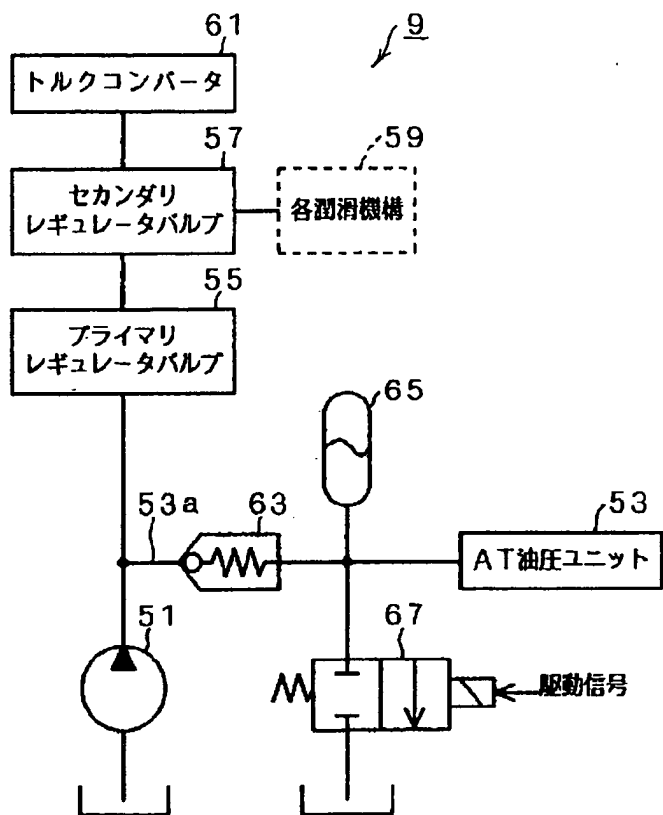 61
9
トルクコンバータ
57
59
セカンダリ
レギュレータバルブ
各潤滑機構
55
プライマリ
レギュレータバルブ
65
53a
63
53
AT油圧ユニット
51
67
駆動信号